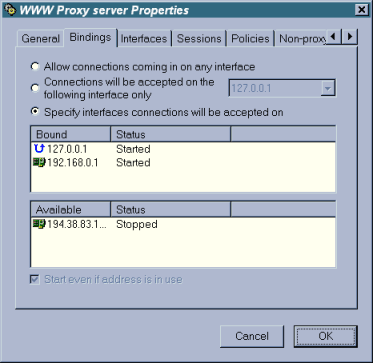 WWW Proxy server Properties
General Bindings Interfaces Sessions Policies Non-proxy
Allow connections coming in on any interface
Connections will be accepted on the
following interface only
127.0.0.1
Specify interfaces connections will be accepted on
Bound Status
127.0.0.1 Started
192.168.0.1 Started
Available Status
194.38.83.1... Stopped
Start even if address is in use
Cancel OK